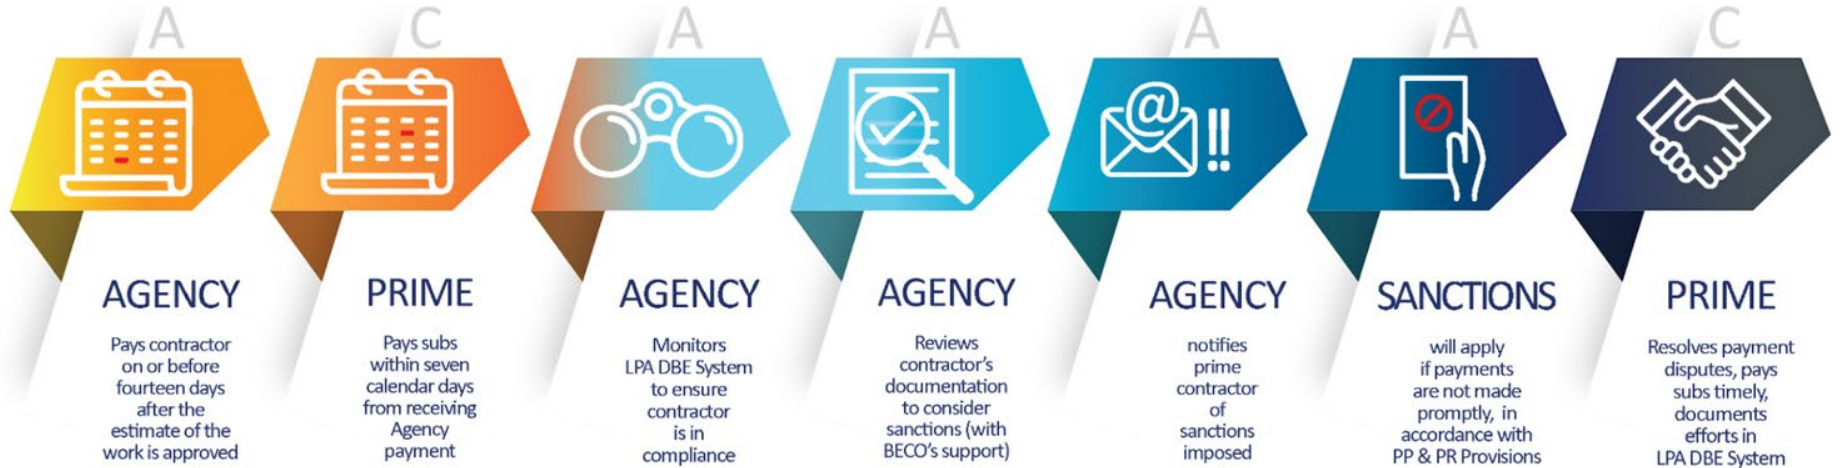 A
C
A
A
A
A
C
@
!!
AGENCY
Pays contractor
on or before
fourteen days
after the
estimate of the
work is approved
PRIME
Pays subs
within seven
calendar days
from receiving
Agency
payment
AGENCY
Monitors
LPA DBE System
to ensure
contractor
is in
compliance
AGENCY
Reviews
contractor's
documentation
to consider
sanctions (with
BECO's support)
AGENCY
notifies
prime
contractor
of
sanctions
imposed
SANCTIONS
will apply
if payments
are not made
promptly, in
accordance with
PP & PR Provisions
PRIME
Resolves payment
disputes, pays
subs timely,
documents
efforts in
LPA DBE System